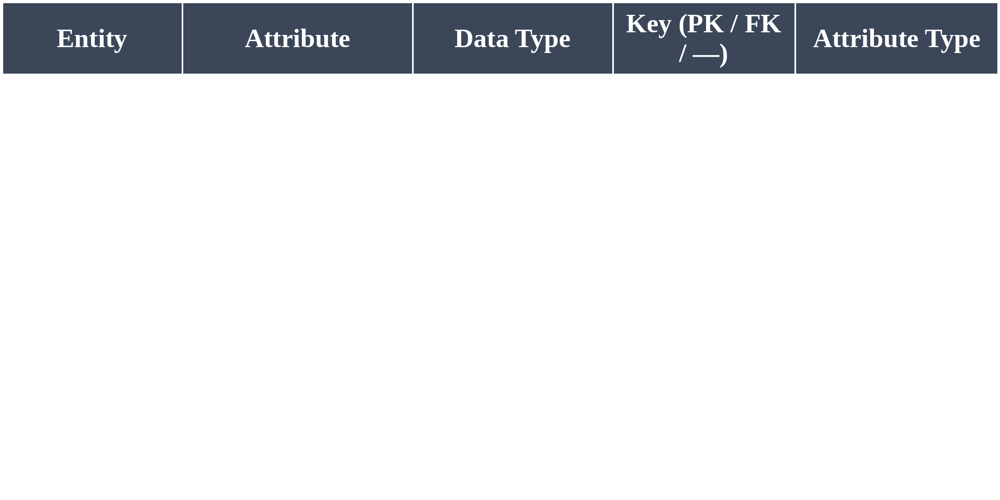 Entity
Attribute
Data Type
Key (PK / FK
/ —)
Attribute Type